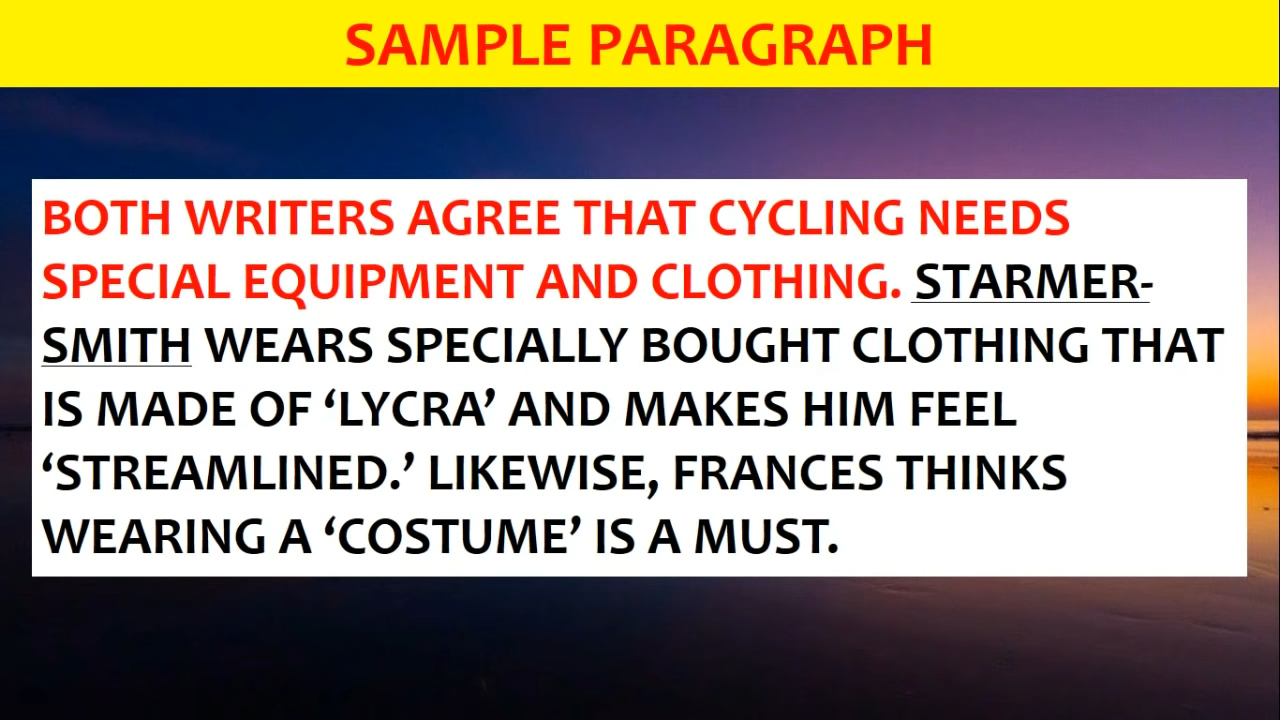 SAMPLE PARAGRAPH
BOTH WRITERS AGREE THAT CYCLING NEEDS
SPECIAL EQUIPMENT AND CLOTHING. STARMER-
SMITH WEARS SPECIALLY BOUGHT CLOTHING THAT
IS MADE OF ‘LYCRA’ AND MAKES HIM FEEL
‘STREAMLINED.’ LIKEWISE, FRANCES THINKS
WEARING A ‘COSTUME’ IS A MUST.